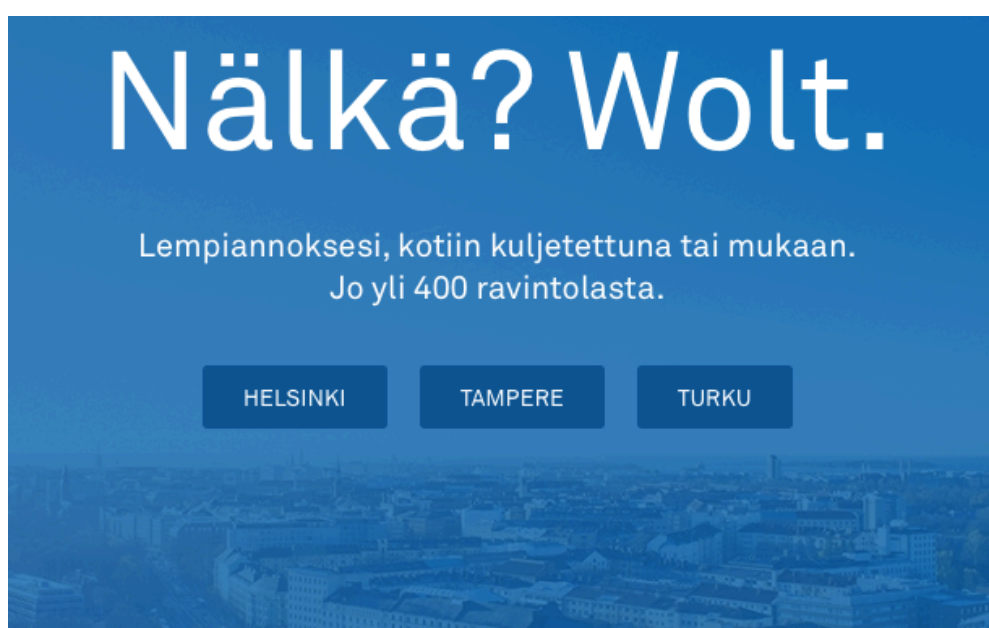 Nälkä? Wolt.
Lempiannoksesi, kotiin kuljetettuna tai mukaan.
Jo yli 400 ravintolasta.
HELSINKI TAMPERE TURKU